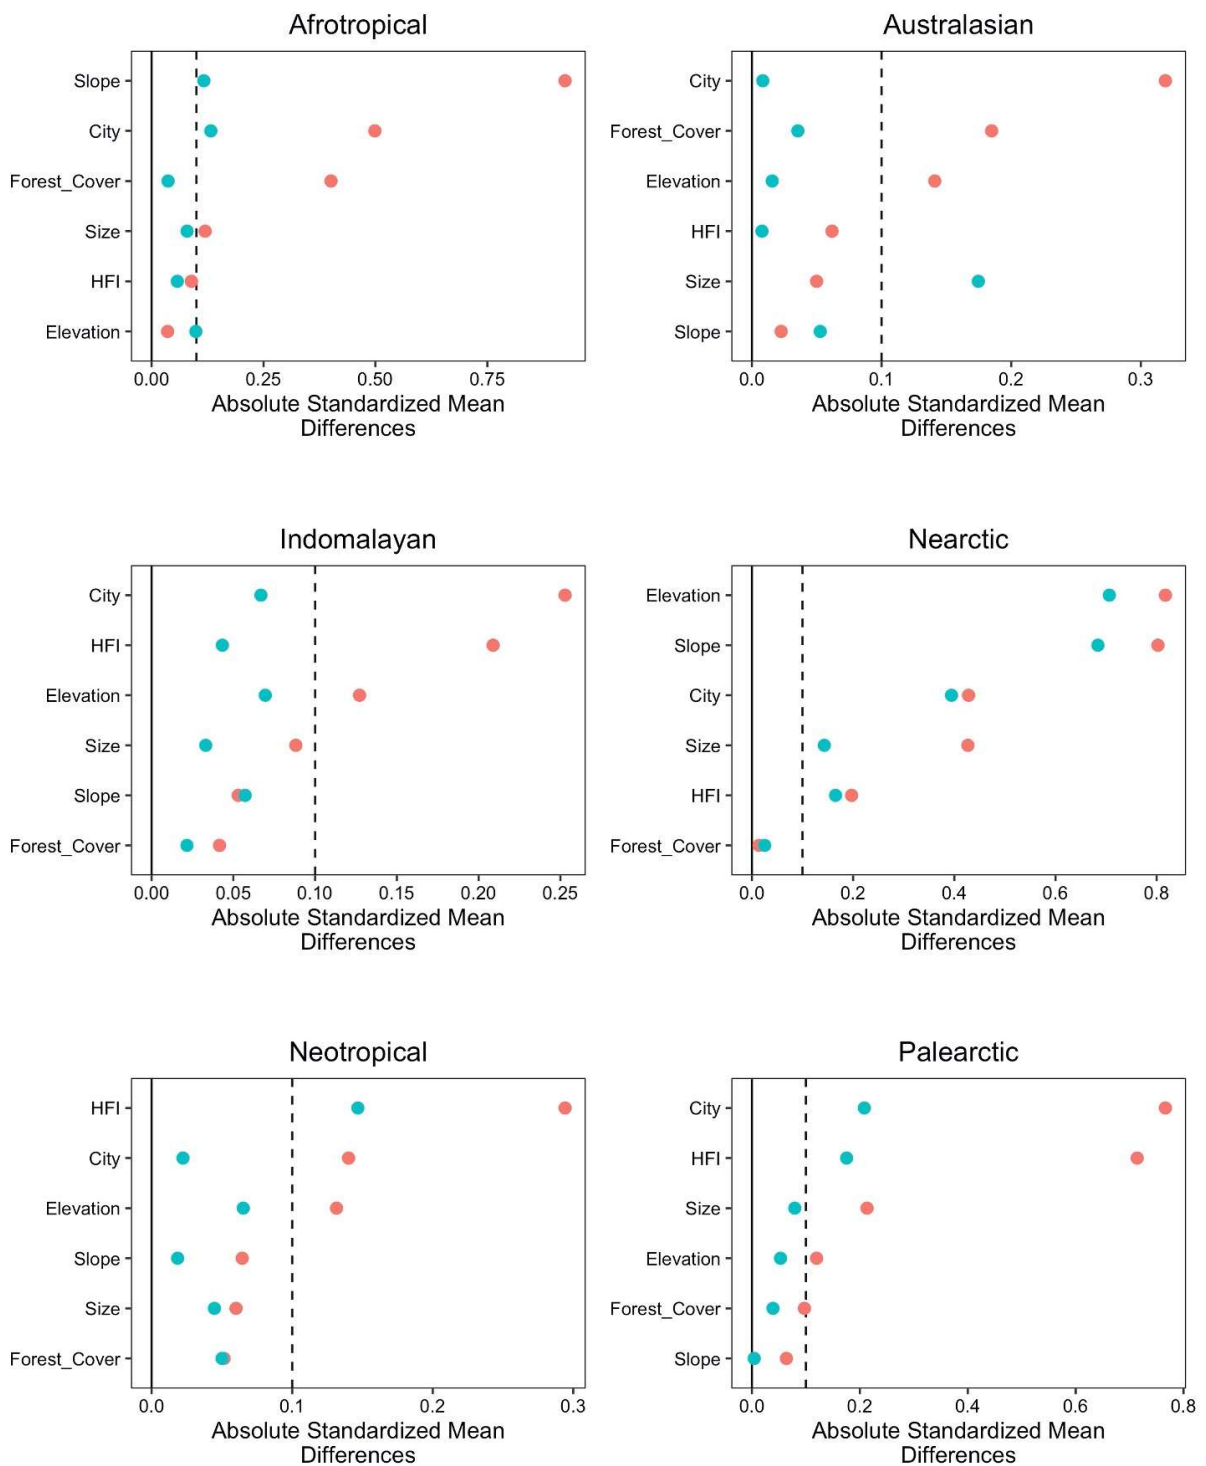 Afrotropical
Slope
City
Forest_Cover
Size
HFI
Elevation
0.00 0.25 0.50 0.75
Absolute Standardized Mean
Differences
Australasian
City
Forest_Cover
Elevation
HFI
Size
Slope
0.0 0.1 0.2 0.3
Absolute Standardized Mean
Differences
Indomalayan
City
HFI
Elevation
Size
Slope
Forest_Cover
0.00 0.05 0.10 0.15 0.20 0.25
Absolute Standardized Mean
Differences
Nearctic
Elevation
Slope
City
Size
HFI
Forest_Cover
0.0 0.2 0.4 0.6 0.8
Absolute Standardized Mean
Differences
Neotropical
HFI
City
Elevation
Slope
Size
Forest_Cover
0.0 0.1 0.2 0.3
Absolute Standardized Mean
Differences
Palearctic
City
HFI
Size
Elevation
Forest_Cover
Slope
0.0 0.2 0.4 0.6 0.8
Absolute Standardized Mean
Differences